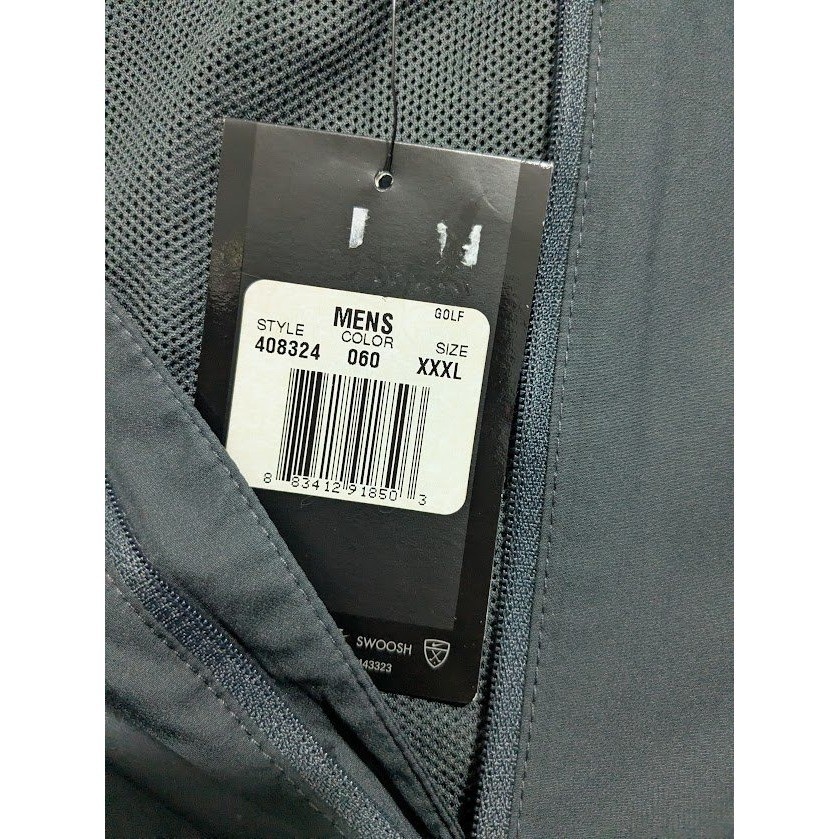 MENS GOLF
STYLE COLOR SIZE
408324 060 XXXL
8 83412 91850 3
SWOOSH